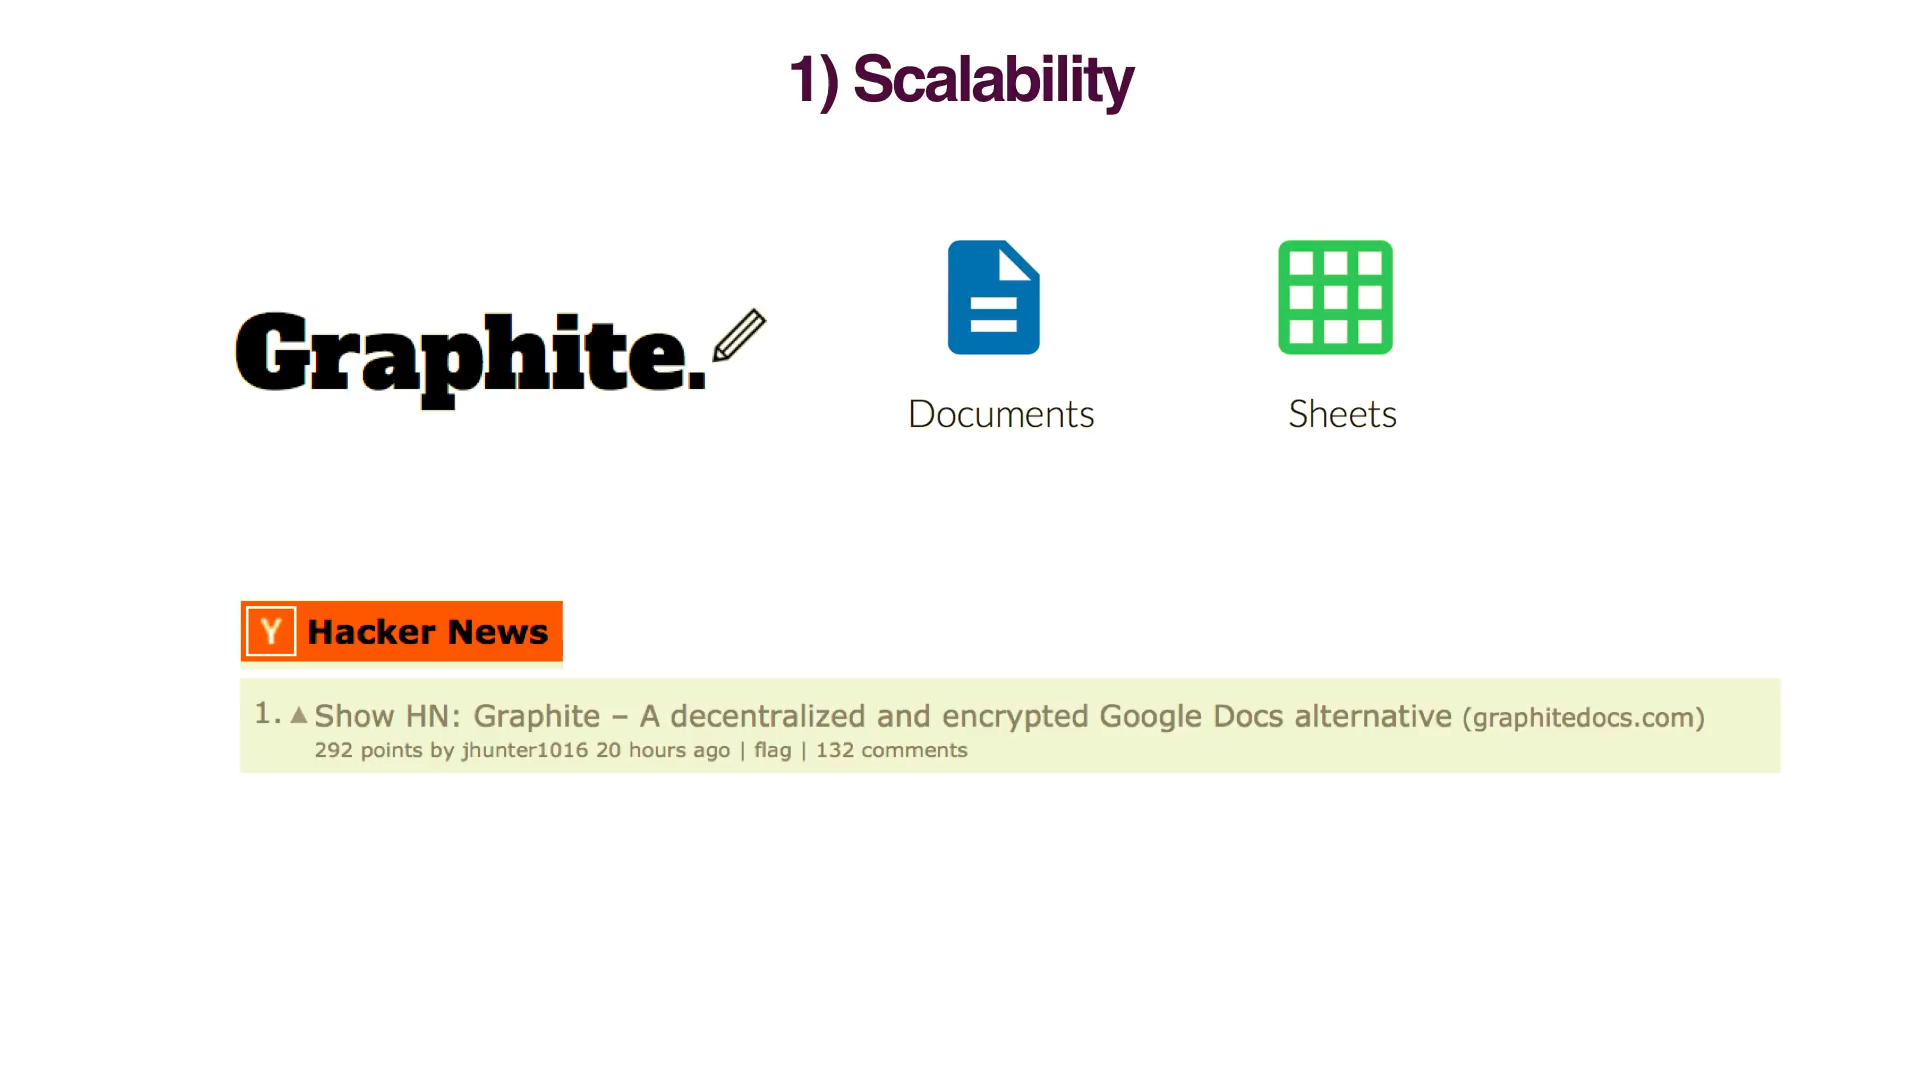 1) Scalability
Graphite.
Documents
Sheets
Y Hacker News
1. Show HN: Graphite – A decentralized and encrypted Google Docs alternative (graphitedocs.com)
292 points by jhunter1016 20 hours ago | flag | 132 comments